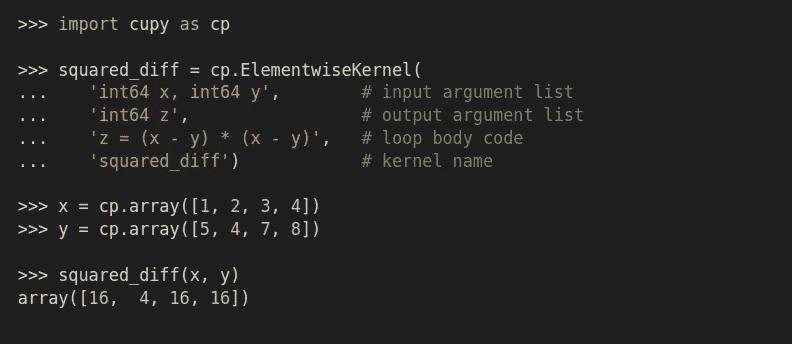 >>> import cupy as cp
>>> squared_diff = cp.ElementwiseKernel(
...    'int64 x, int64 y',        # input argument list
...    'int64 z',                 # output argument list
...    'z = (x - y) * (x - y)',   # loop body code
...    'squared_diff')            # kernel name
>>> x = cp.array([1, 2, 3, 4])
>>> y = cp.array([5, 4, 7, 8])
>>> squared_diff(x, y)
array([16,  4, 16, 16])